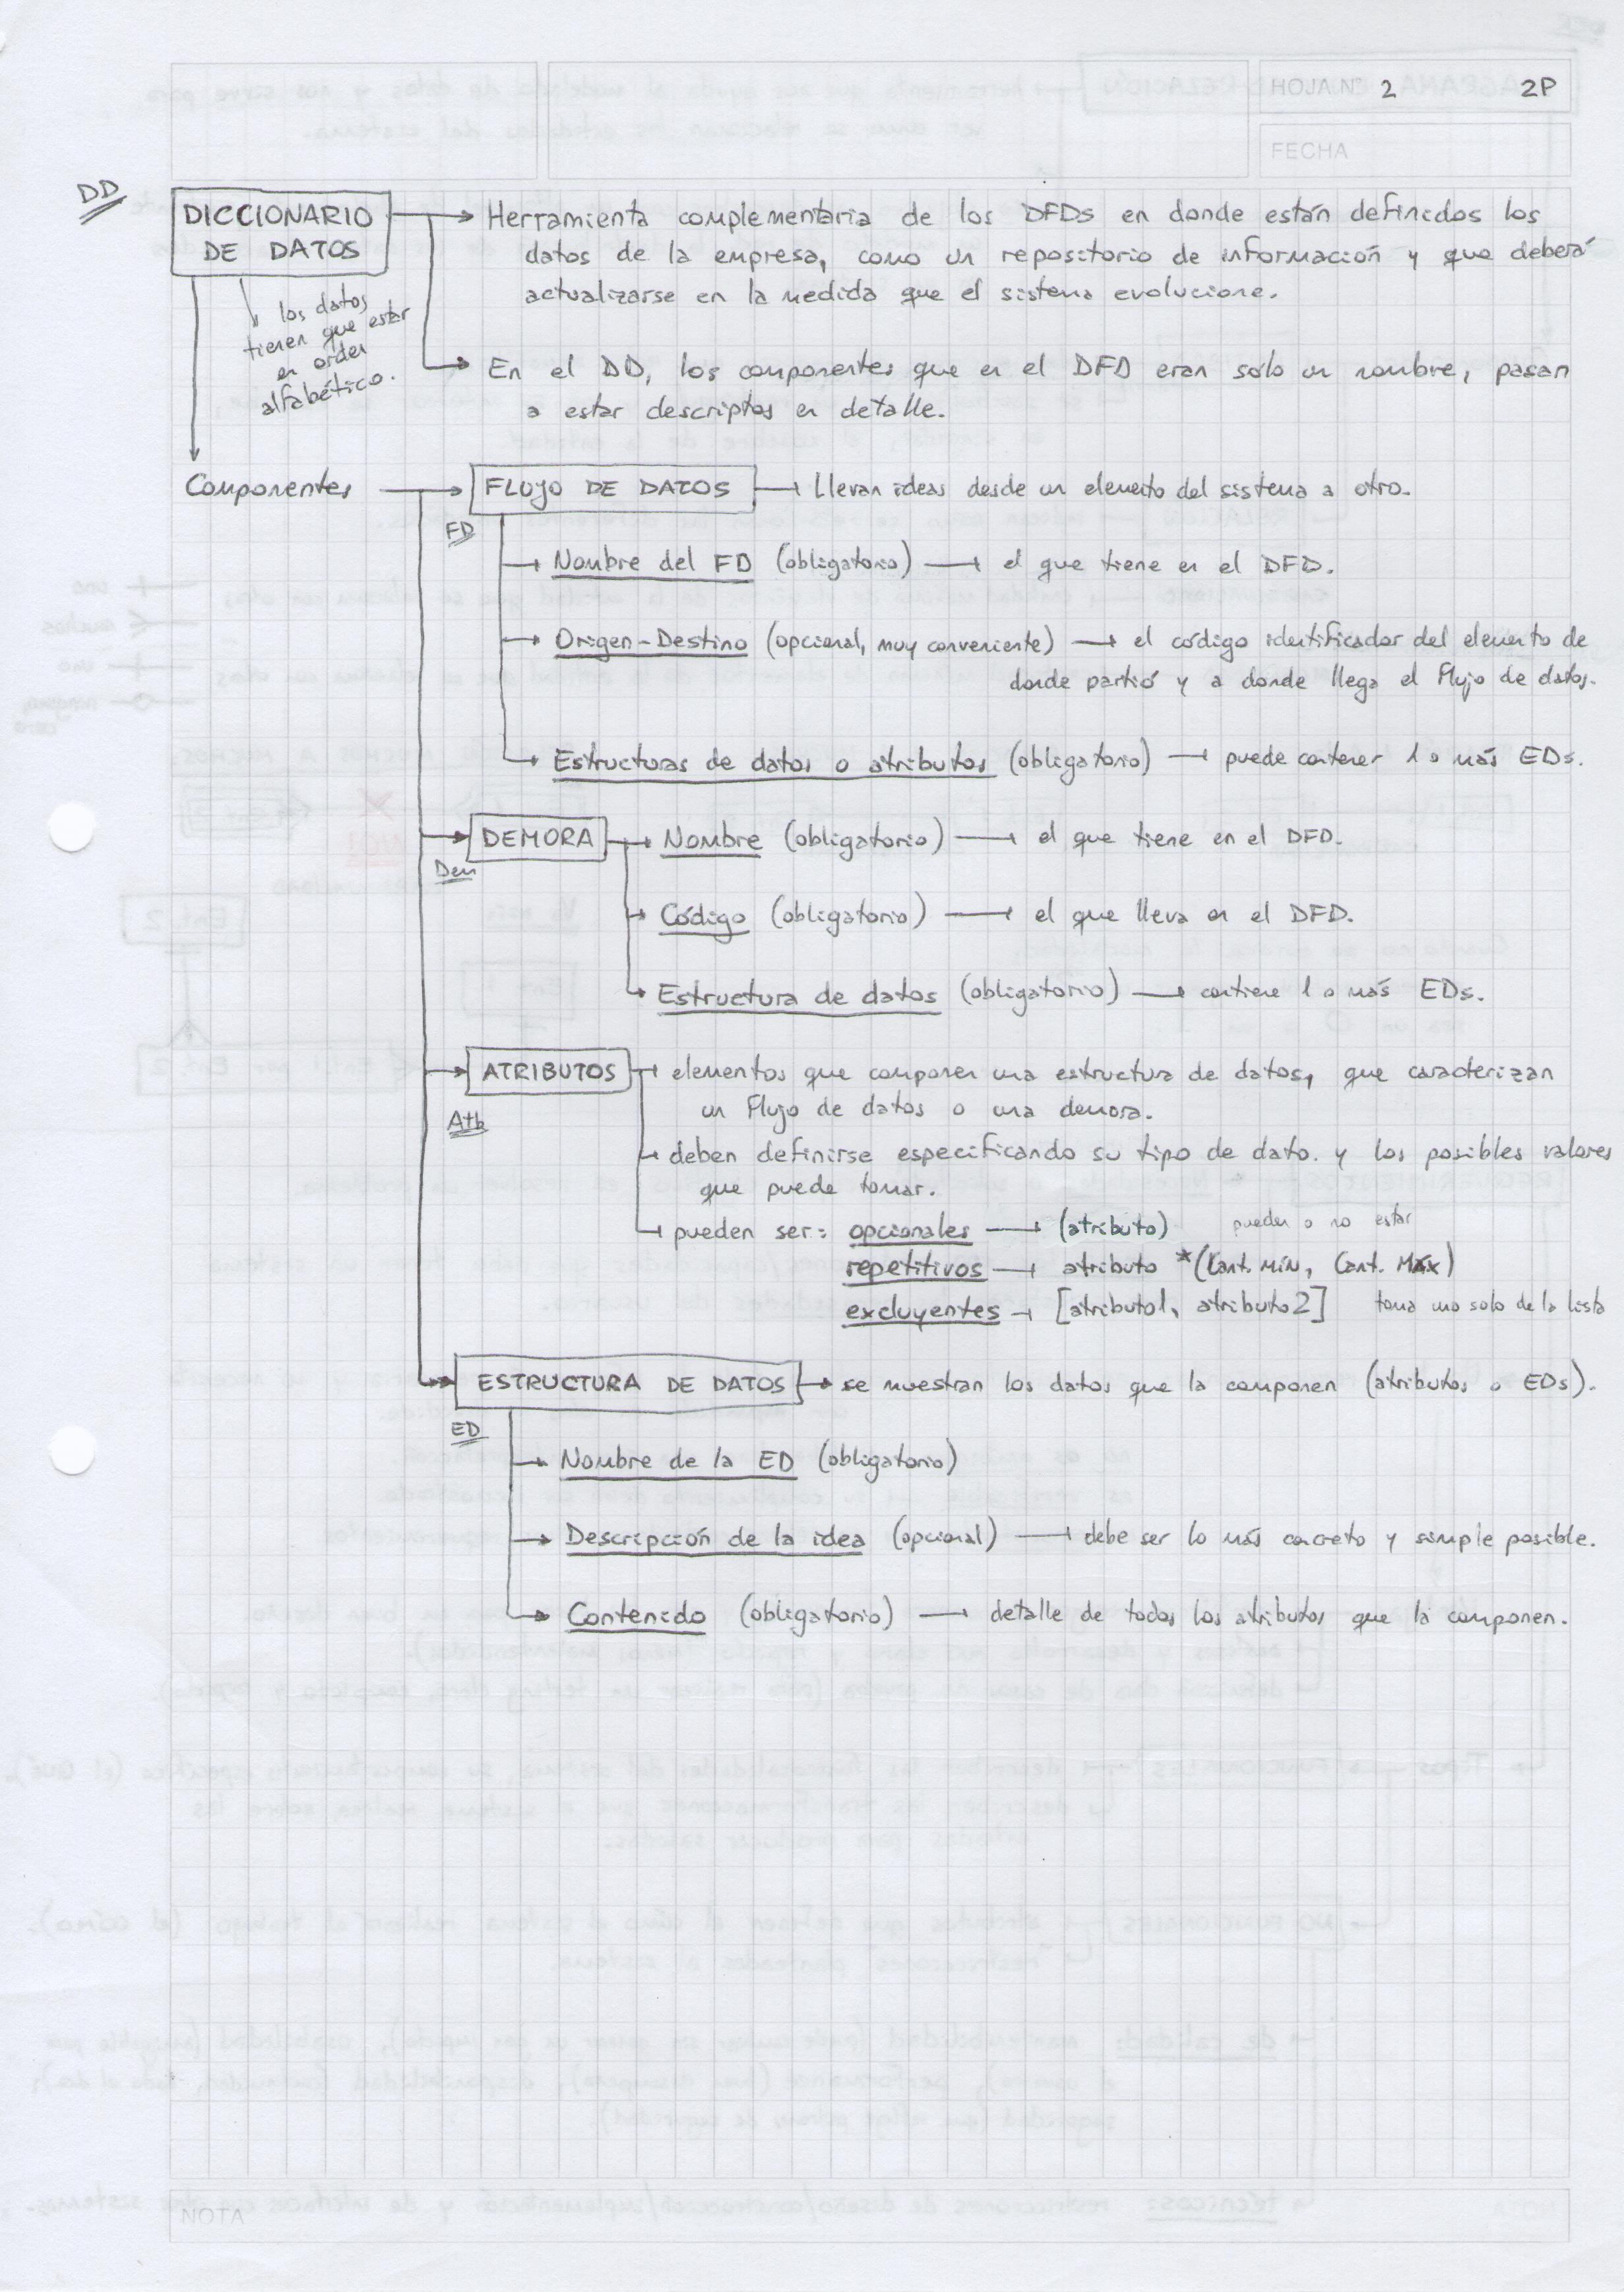 HOJA Nº 2 2P
FECHA
DD
DICCIONARIO
DE DATOS
Herramienta complementaria de los DFDs en donde están definidos los
datos de la empresa, como un repositorio de información y que deberá
actualizarse en la medida que el sistema evolucione.
los datos
tienen que estar
en orden
alfabético.
En el DD, los componentes que en el DFD eran sólo un nombre, pasan
a estar descriptos en detalle.
Componentes
FLUJO DE DATOS
Llevan ideas desde un elemento del sistema a otro.
FD
Nombre del FD (obligatorio) → el que tiene en el DFD.
Origen-Destino (opcional, muy conveniente) → el código identificador del elemento de
donde partió y a donde llega el flujo de datos.
Estructuras de datos o atributos (obligatorio) → puede contener 1 o más EDs.
DEMORA
Nombre (obligatorio) → el que tiene en el DFD.
Dem
Código (obligatorio) → el que lleva en el DFD.
Estructura de datos (obligatorio) → contiene 1 o más EDs.
ATRIBUTOS
elementos que componen una estructura de datos, que caracterizan
un flujo de datos o una demora.
Atb
deben definirse especificando su tipo de dato. y los posibles valores
que puede tomar.
pueden ser: opcionales → (atributo) pueden o no estar
repetitivos → atributo *(Cant. Mín, Cant. Máx)
excluyentes → [atributo1, atributo2] toma uno solo de la lista
ESTRUCTURA DE DATOS → se muestran los datos que la componen (atributos o EDs).
ED
Nombre de la ED (obligatorio)
Descripción de la idea (opcional) → debe ser lo más concreto y simple posible.
Contenido (obligatorio) → detalle de todos los atributos que la componen.
NOTA